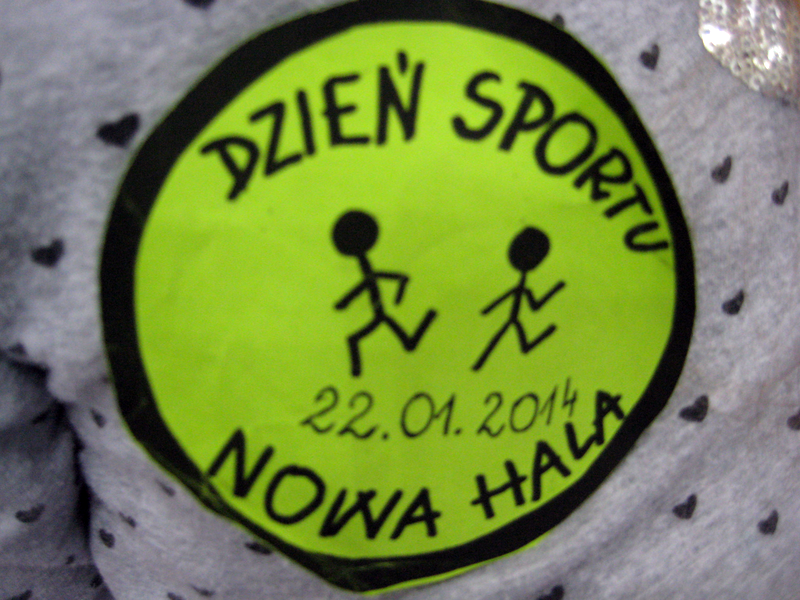 DZIEŃ SPORTU
22.01.2014
NOWA HALA